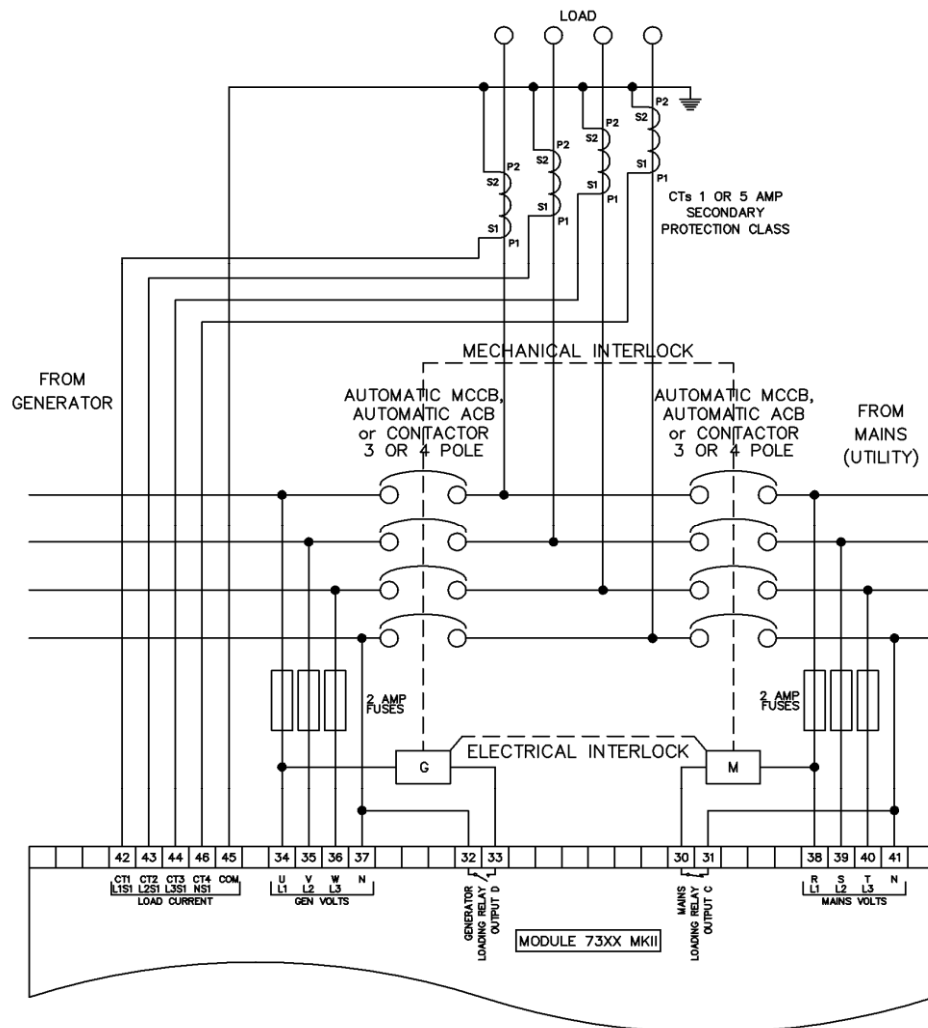 LOAD
P2
S2
P2
S2
P2
S2
S1
P1
P2
S2
S1
P1
S1
P1
S1
P1
CTs 1 OR 5 AMP
SECONDARY
PROTECTION CLASS
MECHANICAL INTERLOCK
FROM
GENERATOR
AUTOMATIC MCCB,
AUTOMATIC ACB
or CONTACTOR
3 OR 4 POLE
AUTOMATIC MCCB,
AUTOMATIC ACB
or CONTACTOR
3 OR 4 POLE
FROM
MAINS
(UTILITY)
2 AMP
FUSES
2 AMP
FUSES
ELECTRICAL INTERLOCK
G
M
42 43 44 46 45 34 35 36 37 32 33 30 31 38 39 40 41
CT1 CT2 CT3 CT4 COM
L1S1 L2S1 L3S1 NS1
LOAD CURRENT
U V W N
L1 L2 L3
GEN VOLTS
GENERATOR
LOADING RELAY
OUTPUT D
MAINS
LOADING RELAY
OUTPUT C
R S T N
L1 L2 L3
MAINS VOLTS
MODULE 73XX MKII